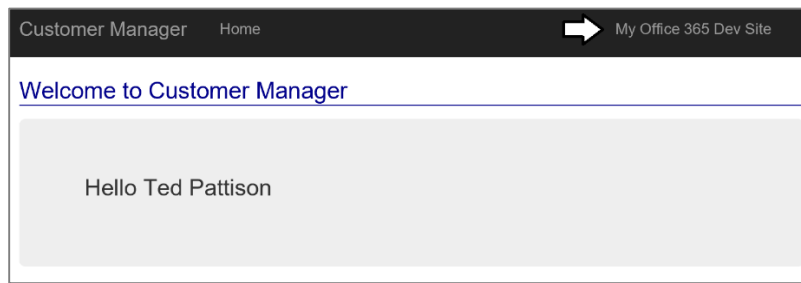 Customer Manager Home My Office 365 Dev Site
Welcome to Customer Manager
Hello Ted Pattison